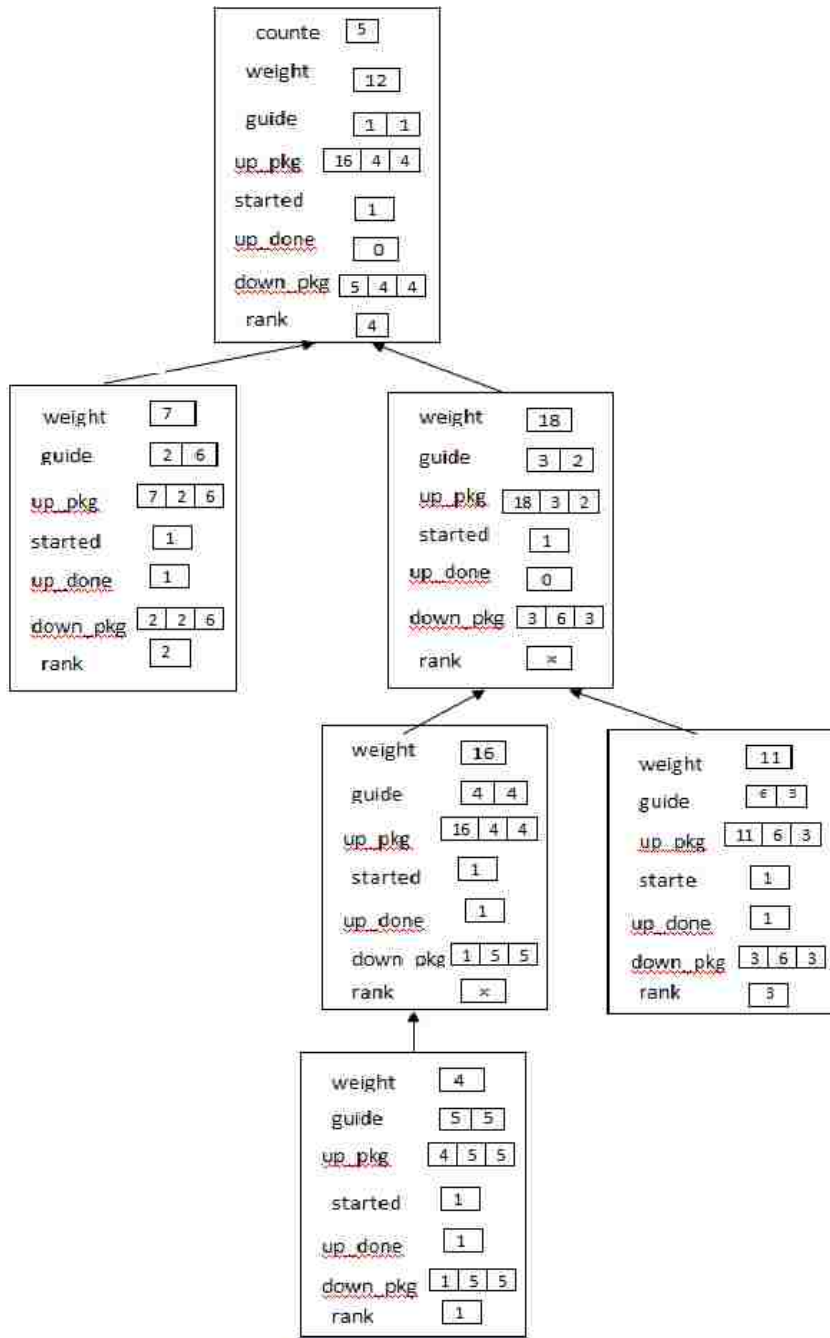 counte 5
weight 12
guide 1 1
up_pkg 16 4 4
started 1
up_done 0
down_pkg 5 4 4
rank 4
weight 7
guide 2 6
up_pkg 7 2 6
started 1
up_done 1
down_pkg 2 2 6
rank 2
weight 18
guide 3 2
up_pkg 18 3 2
started 1
up_done 0
down_pkg 3 6 3
rank ×
weight 16
guide 4 4
up_pkg 16 4 4
started 1
up_done 1
down pkg 1 5 5
rank ×
weight 11
guide 6 3
up_pkg 11 6 3
starte 1
up_done 1
down_pkg 3 6 3
rank 3
weight 4
guide 5 5
up_pkg 4 5 5
started 1
up_done 1
down_pkg 1 5 5
rank 1